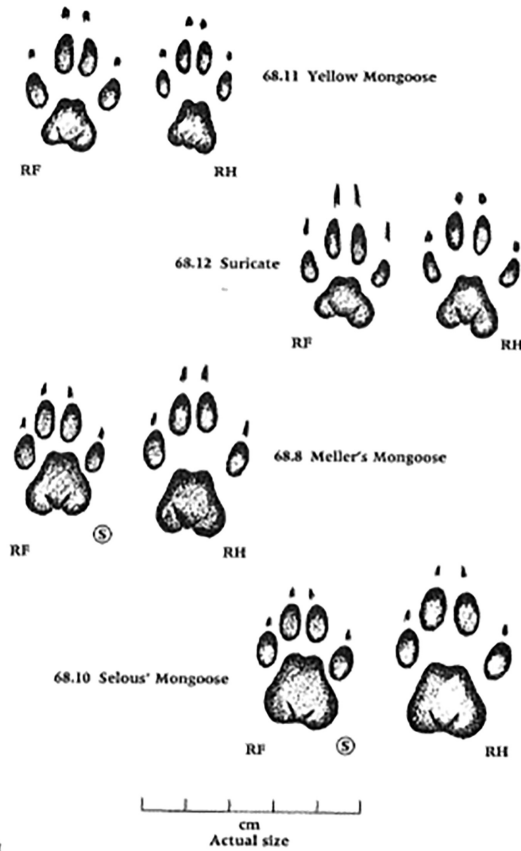 68.11 Yellow Mongoose
RF RH
68.12 Suricate
RF RH
68.8 Meller's Mongoose
S
RF RH
68.10 Selous' Mongoose
RF S RH
cm
Actual size